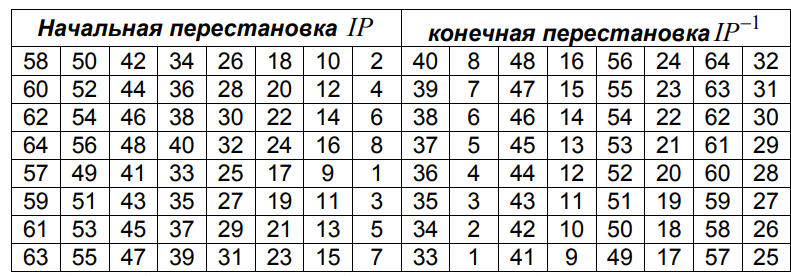 Начальная перестановка IP конечная перестановка IP⁻¹
58 50 42 34 26 18 10 2 40 8 48 16 56 24 64 32
60 52 44 36 28 20 12 4 39 7 47 15 55 23 63 31
62 54 46 38 30 22 14 6 38 6 46 14 54 22 62 30
64 56 48 40 32 24 16 8 37 5 45 13 53 21 61 29
57 49 41 33 25 17 9 1 36 4 44 12 52 20 60 28
59 51 43 35 27 19 11 3 35 3 43 11 51 19 59 27
61 53 45 37 29 21 13 5 34 2 42 10 50 18 58 26
63 55 47 39 31 23 15 7 33 1 41 9 49 17 57 25